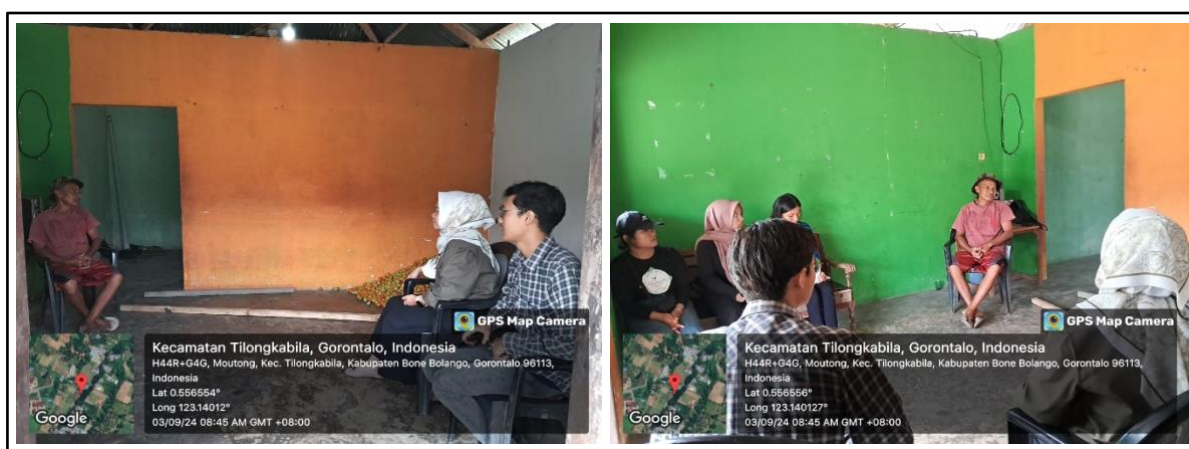 GPS Map Camera
Kecamatan Tilongkabila, Gorontalo, Indonesia
H44R+G4G, Moutong, Kec. Tilongkabila, Kabupaten Bone Bolango, Gorontalo 96113,
Indonesia
Lat 0.556554°
Long 123.14012°
03/09/24 08:45 AM GMT +08:00
Google
GPS Map Camera
Kecamatan Tilongkabila, Gorontalo, Indonesia
H44R+G4G, Moutong, Kec. Tilongkabila, Kabupaten Bone Bolango, Gorontalo 96113,
Indonesia
Lat 0.556556°
Long 123.140127°
03/09/24 08:45 AM GMT +08:00
Google